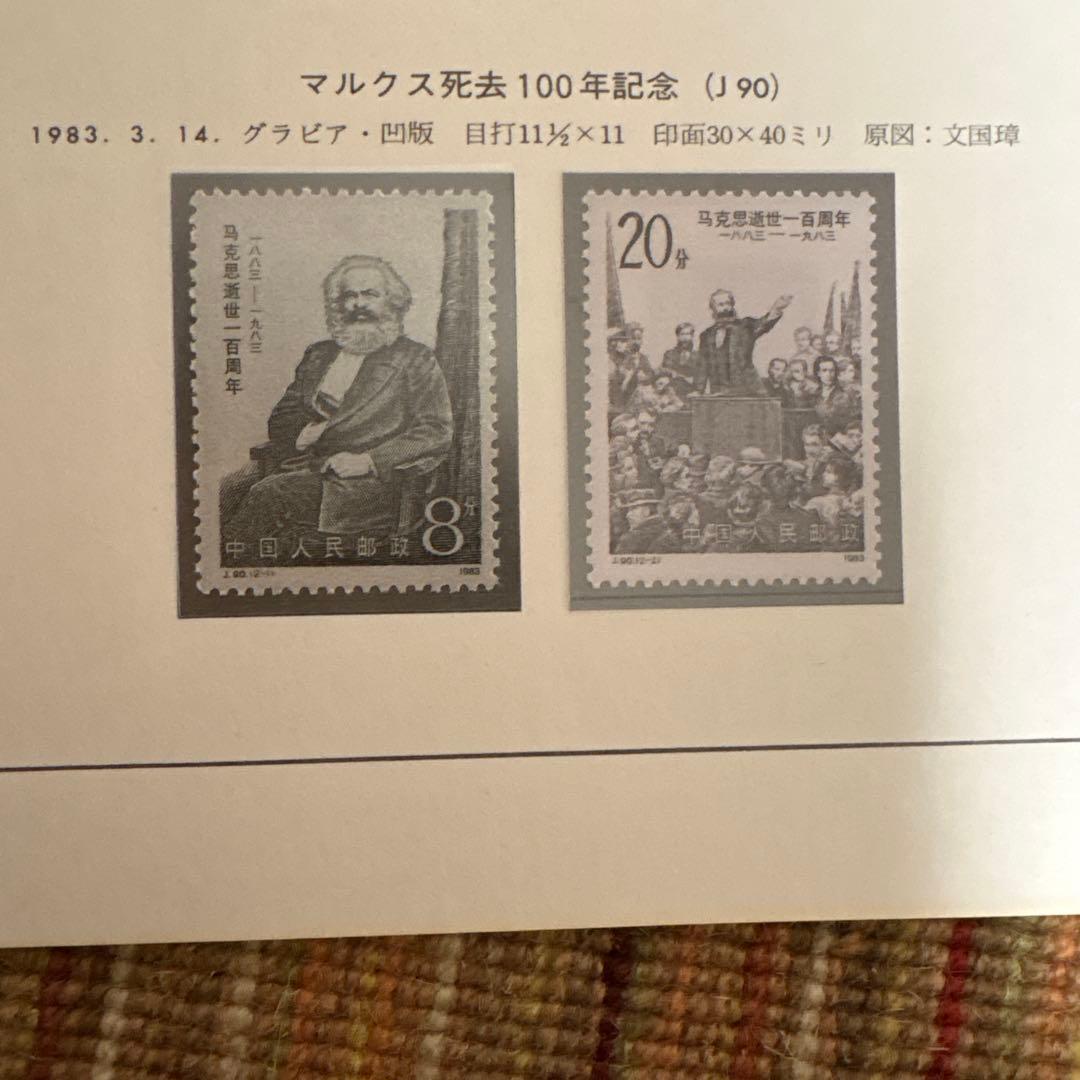 マルクス死去100年記念 (J 90)
1983. 3. 14. グラビア・凹版 目打11½×11 印面30×40ミリ 原図：文国璋
马克思逝世一百周年
一八八三—一九八三
8分
中国人民邮政
J.90.(2-1)
1983
20分
马克思逝世一百周年
一八八三—一九八三
中国人民邮政
J.90.(2-2)
1983